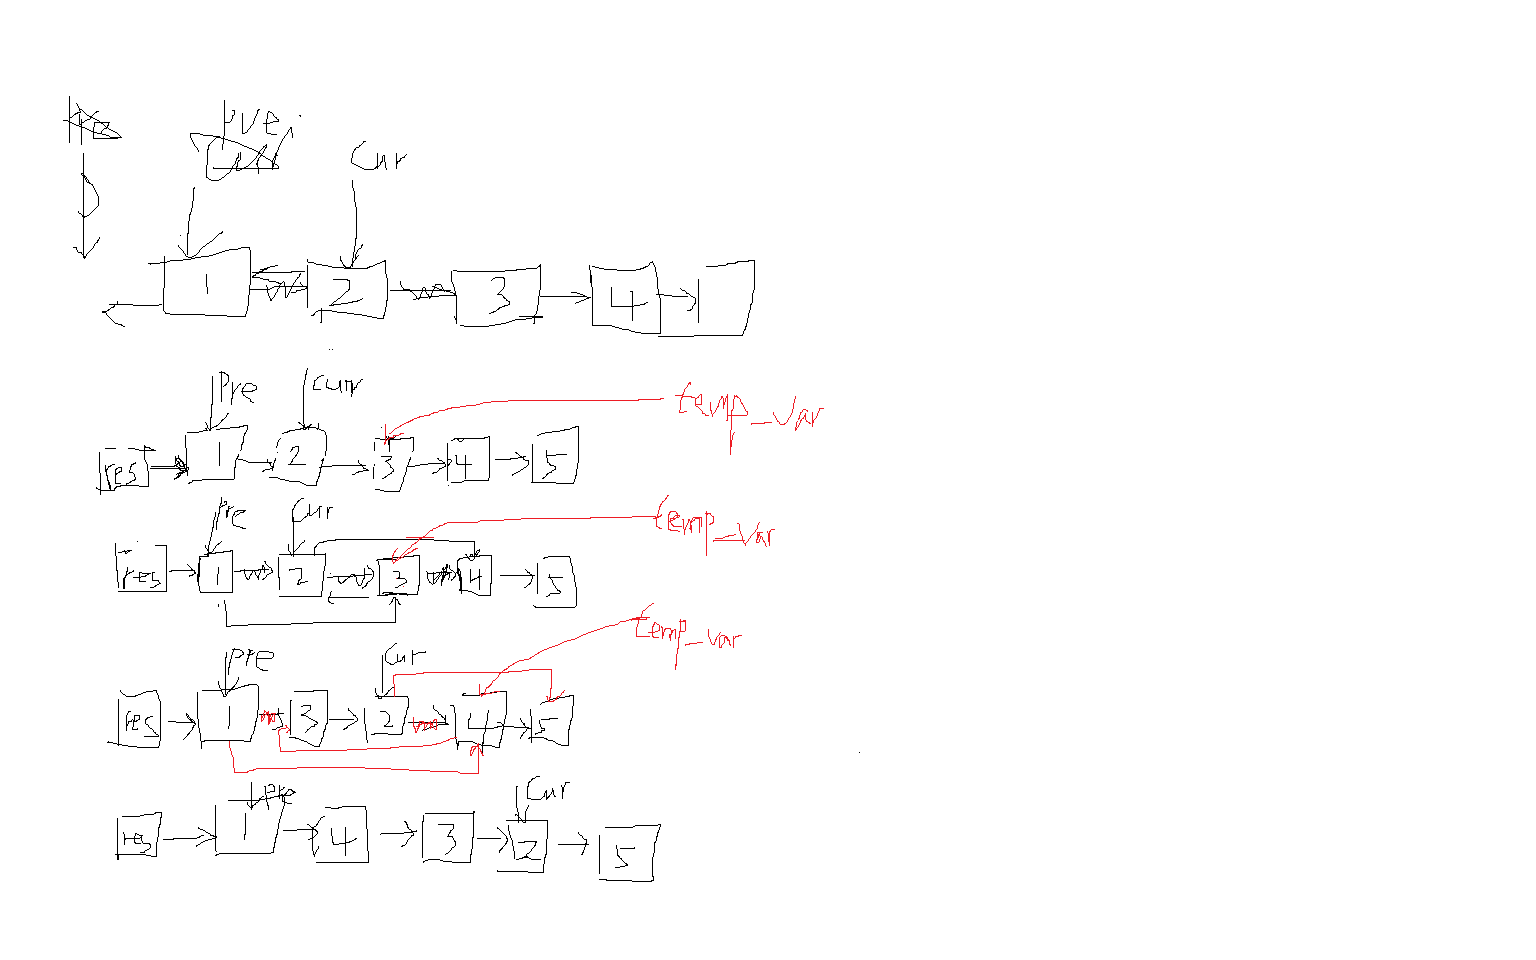 pve
Cur
1 2 3 4
Pre curr temp_var
res 1 2 3 4 5
Pre Cur temp_var
res 1 2 3 4 5
temp_var
pre Cur
res 1 3 2 4 5
pre Cur
res 1 4 3 2 5